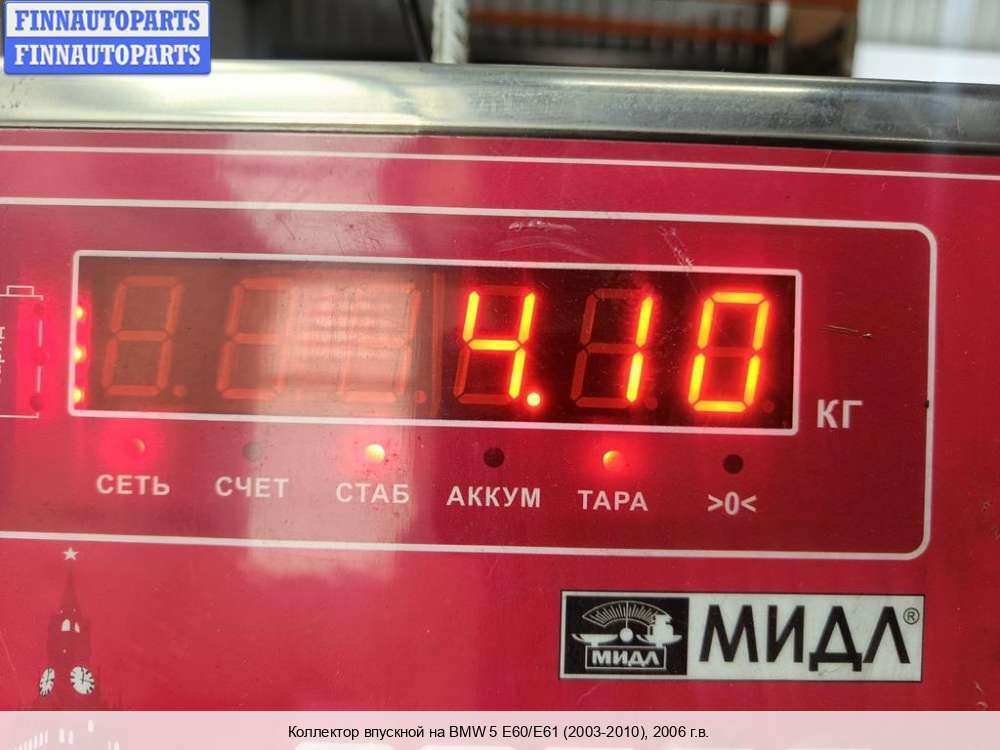 FINNAUTOPARTS
FINNAUTOPARTS
4.10
КГ
СЕТЬ СЧЕТ СТАБ АККУМ ТАРА >0<
МИДЛ МИДЛ®
Коллектор впускной на BMW 5 E60/E61 (2003-2010), 2006 г.в.